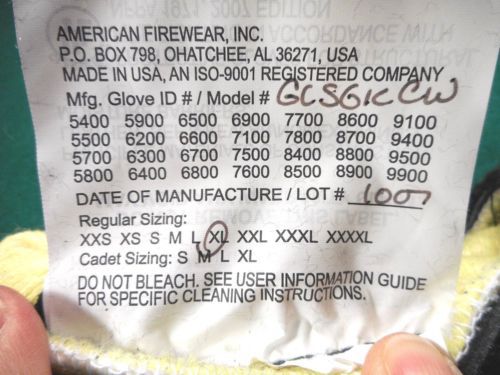 AMERICAN FIREWEAR, INC.
P.O. BOX 798, OHATCHEE, AL 36271, USA
MADE IN USA, AN ISO-9001 REGISTERED COMPANY
Mfg. Glove ID # / Model # GLSGKCW
5400 5900 6500 6900 7700 8600 9100
5500 6200 6600 7100 7800 8700 9400
5700 6300 6700 7500 8400 8800 9500
5800 6400 6800 7600 8500 8900 9900
DATE OF MANUFACTURE / LOT # 1007
Regular Sizing:
XXS XS S M L XL XXL XXXL XXXXL
Cadet Sizing: S M L XL
DO NOT BLEACH. SEE USER INFORMATION GUIDE
FOR SPECIFIC CLEANING INSTRUCTIONS.